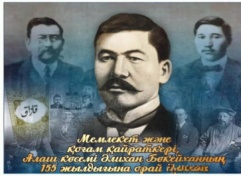 Мемлекет және
қоғам қайраткері,
Алаш көсемі Әлихан Бөкейханның
155 жылдығына орай